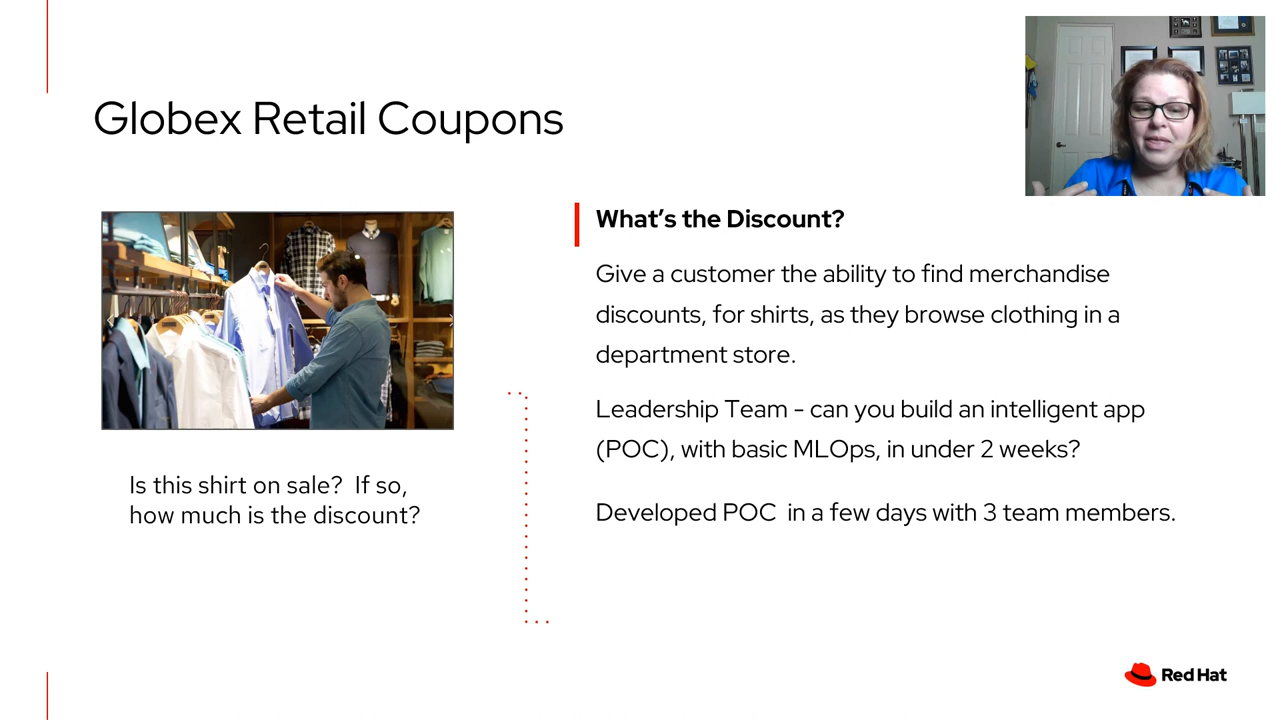 Globex Retail Coupons
What's the Discount?
Give a customer the ability to find merchandise
discounts, for shirts, as they browse clothing in a
department store.
Leadership Team - can you build an intelligent app
(POC), with basic MLOps, in under 2 weeks?
Developed POC in a few days with 3 team members.
Is this shirt on sale? If so,
how much is the discount?
Red Hat